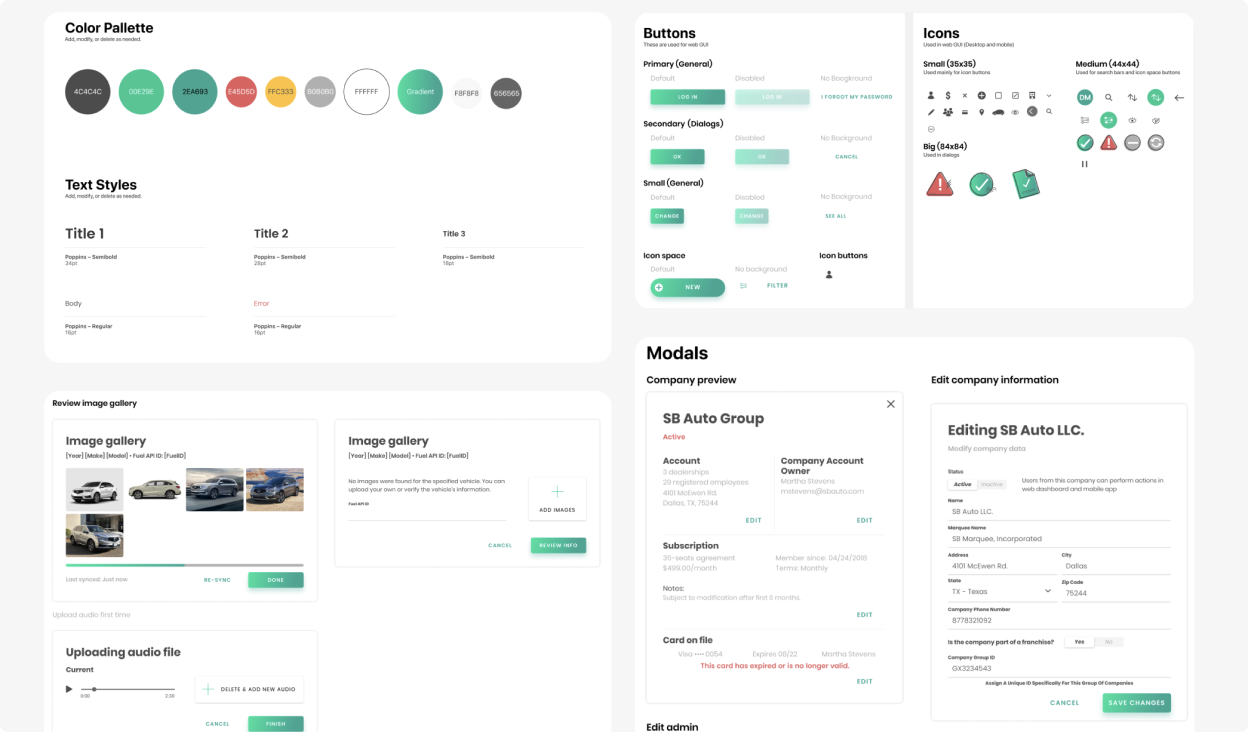 Color Pallette
Add, modify, or delete as needed.
4C4C4C
00E29E
2EA693
E45D5D
FFC333
B0B0B0
FFFFFF
Gradient
F8F8F8
656565
Text Styles
Add, modify, or delete as needed.
Title 1
Poppins – Semibold
34pt
Title 2
Poppins – Semibold
28pt
Title 3
Poppins – Semibold
18pt
Body
Poppins – Regular
16pt
Error
Poppins – Regular
16pt
Buttons
These are used for web GUI
Primary (General)
Default
Disabled
No Bacgkround
LOG IN
LOG IN
I FORGOT MY PASSWORD
Secondary (Dialogs)
Default
Disabled
No Background
OK
OK
CANCEL
Small (General)
Default
Disabled
No Background
CHANGE
CHANGE
SEE ALL
Icon space
Icon buttons
Default
No background
NEW
FILTER
Icons
Used in web GUI (Desktop and mobile)
Small (35x35)
Used mainly for icon buttons
Medium (44x44)
Used for search bars and icon space buttons
DM
Big (84x84)
Used in dialogs
Review image gallery
Image gallery
[Year] [Make] [Model] • Fuel API ID: [FuelID]
Last synced: Just now
RE-SYNC
DONE
Image gallery
[Year] [Make] [Model] • Fuel API ID: [FuelID]
No images were found for the specified vehicle. You can
upload your own or verify the vehicle's information.
Fuel API ID
ADD IMAGES
CANCEL
REVIEW INFO
Upload audio first time
Uploading audio file
Current
0:00
2:30
DELETE & ADD NEW AUDIO
CANCEL
FINISH
Modals
Company preview
SB Auto Group
Active
Account
3 dealerships
29 registered employees
4101 McEwen Rd.
Dallas, TX, 75244
EDIT
Company Account
Owner
Martha Stevens
mstevens@sbauto.com
EDIT
Subscription
36-seats agreement
$499.00/month
Member since: 04/24/2018
Terms: Monthly
Notes:
Subject to modification after first 6 months.
EDIT
Card on file
Visa •••• 0054
Expires 08/22
Martha Stevens
This card has expired or is no longer valid.
EDIT
Edit admin
Edit company information
Editing SB Auto LLC.
Modify company data
Status
Active
Inactive
Users from this company can perform actions in
web dashboard and mobile app
Name
SB Auto LLC.
Marquee Name
SB Marquee, Incorporated
Address
4101 McEwen Rd.
City
Dallas
State
TX - Texas
Zip Code
75244
Company Phone Number
8778321092
Is the company part of a franchise?
Yes
No
Company Group ID
GX3234543
Assign A Unique ID Specifically For This Group Of Companies
CANCEL
SAVE CHANGES